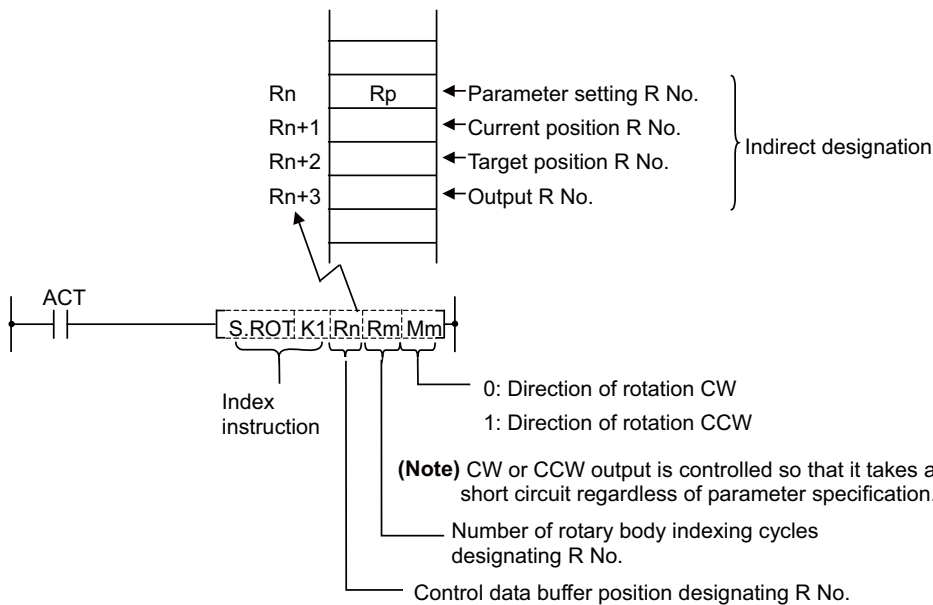 Rn Rp Parameter setting R No.
Rn+1 Current position R No.
Rn+2 Target position R No.
Rn+3 Output R No.
Indirect designation
ACT
S.ROT K1 Rn Rm Mm
Index
instruction
0: Direction of rotation CW
1: Direction of rotation CCW
(Note) CW or CCW output is controlled so that it takes a
short circuit regardless of parameter specification.
Number of rotary body indexing cycles
designating R No.
Control data buffer position designating R No.